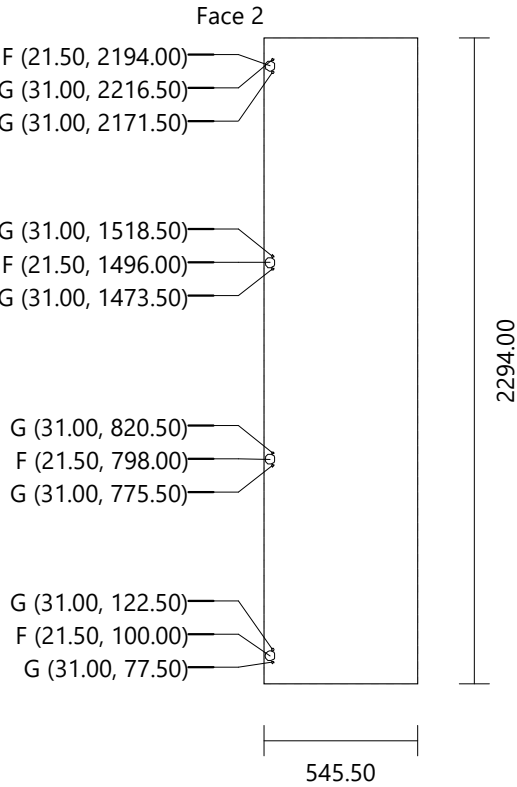 Face 2
F (21.50, 2194.00)
G (31.00, 2216.50)
G (31.00, 2171.50)
G (31.00, 1518.50)
F (21.50, 1496.00)
G (31.00, 1473.50)
G (31.00, 820.50)
F (21.50, 798.00)
G (31.00, 775.50)
G (31.00, 122.50)
F (21.50, 100.00)
G (31.00, 77.50)
2294.00
545.50